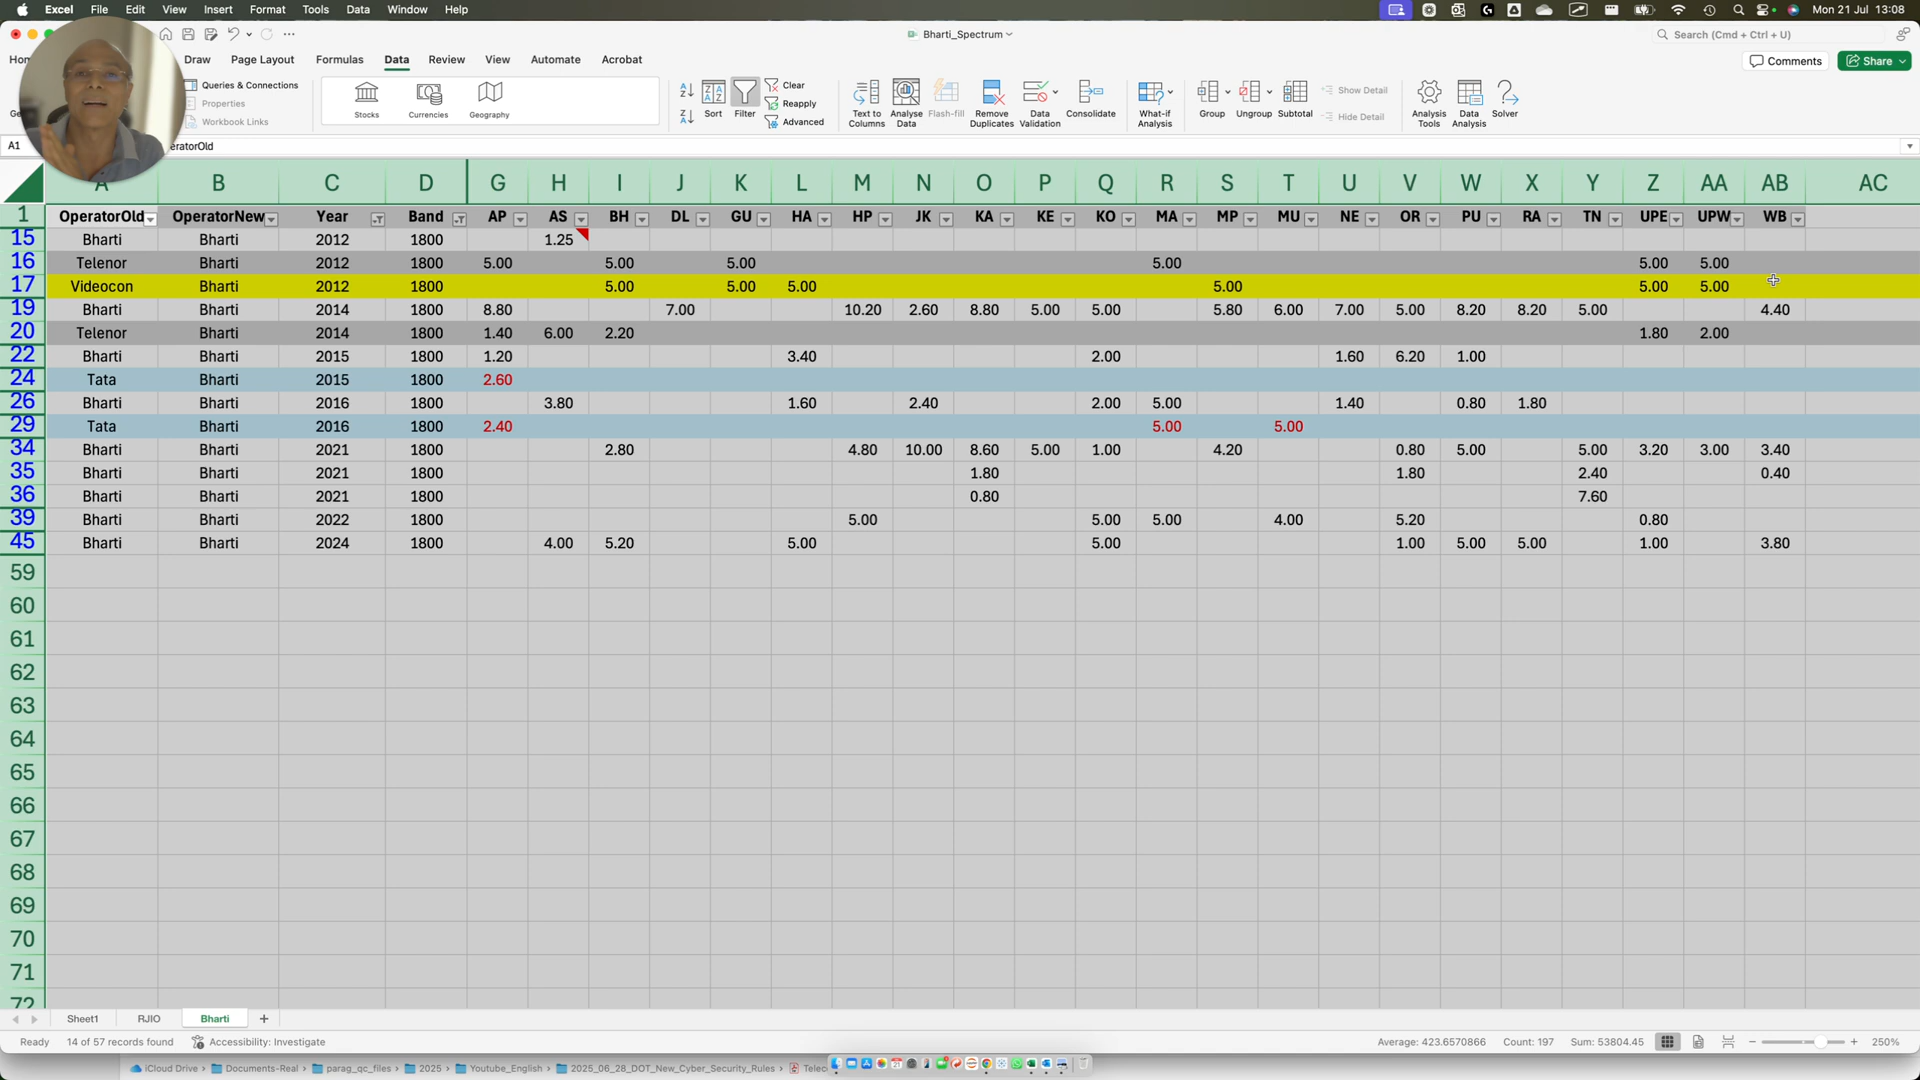 Excel File Edit View Insert Format Tools Data Window Help Mon 21 Jul 13:08
Bharti_Spectrum Search (Cmd + Ctrl + U)
Draw Page Layout Formulas Data Review View Automate Acrobat Comments Share
Queries & Connections
Properties
Workbook Links
Stocks Currencies Geography
Sort Filter Clear Reapply Advanced
Text to Columns Analyse Data Flash-fill Remove Duplicates Data Validation Consolidate What-if Analysis Group Ungroup Subtotal Show Detail Hide Detail Analysis Tools Data Analysis Solver
A1 eratorOld
A B C D G H I J K L M N O P Q R S T U V W X Y Z AA AB AC
1 OperatorOld OperatorNew Year Band AP AS BH DL GU HA HP JK KA KE KO MA MP MU NE OR PU RA TN UPE UPW WB
15 Bharti Bharti 2012 1800 1.25
16 Telenor Bharti 2012 1800 5.00 5.00 5.00 5.00 5.00 5.00
17 Videocon Bharti 2012 1800 5.00 5.00 5.00 5.00 5.00 5.00
19 Bharti Bharti 2014 1800 8.80 7.00 10.20 2.60 8.80 5.00 5.00 5.80 6.00 7.00 5.00 8.20 8.20 5.00 4.40
20 Telenor Bharti 2014 1800 1.40 6.00 2.20 1.80 2.00
22 Bharti Bharti 2015 1800 1.20 3.40 2.00 1.60 6.20 1.00
24 Tata Bharti 2015 1800 2.60
26 Bharti Bharti 2016 1800 3.80 1.60 2.40 2.00 5.00 1.40 0.80 1.80
29 Tata Bharti 2016 1800 2.40 5.00 5.00
34 Bharti Bharti 2021 1800 2.80 4.80 10.00 8.60 5.00 1.00 4.20 0.80 5.00 5.00 3.20 3.00 3.40
35 Bharti Bharti 2021 1800 1.80 1.80 2.40 0.40
36 Bharti Bharti 2021 1800 0.80 7.60
39 Bharti Bharti 2022 1800 5.00 5.00 5.00 4.00 5.20 0.80
45 Bharti Bharti 2024 1800 4.00 5.20 5.00 5.00 1.00 5.00 5.00 1.00 3.80
59
60
61
62
63
64
65
66
67
68
69
70
71
72
Sheet1 RJIO Bharti
Ready 14 of 57 records found Accessibility: Investigate Average: 423.6570866 Count: 197 Sum: 53804.45 250%
iCloud Drive Documents-Real parag_qc_files 2025 Youtube_English 2025_06_28_DOT_New_Cyber_Security_Rules